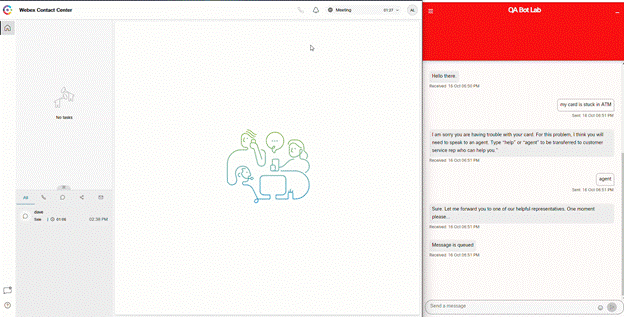 Webex Contact Center
Meeting
01:27
AL
No tasks
All
dave
01:06
02:38 PM
QA Bot Lab
Hello there.
Received: 16 Oct 06:50 PM
my card is stuck in ATM
Sent: 16 Oct 06:51 PM
I am sorry you are having trouble with your card. For this problem, I think you will
need to speak to an agent. Type "help" or "agent" to be transferred to customer
service rep who can help you."
Received: 16 Oct 06:51 PM
agent
Sent: 16 Oct 06:51 PM
Sure. Let me forward you to one of our helpful representatives. One moment
please...
Received: 16 Oct 06:51 PM
Message is queued
Received: 16 Oct 06:51 PM
Send a message